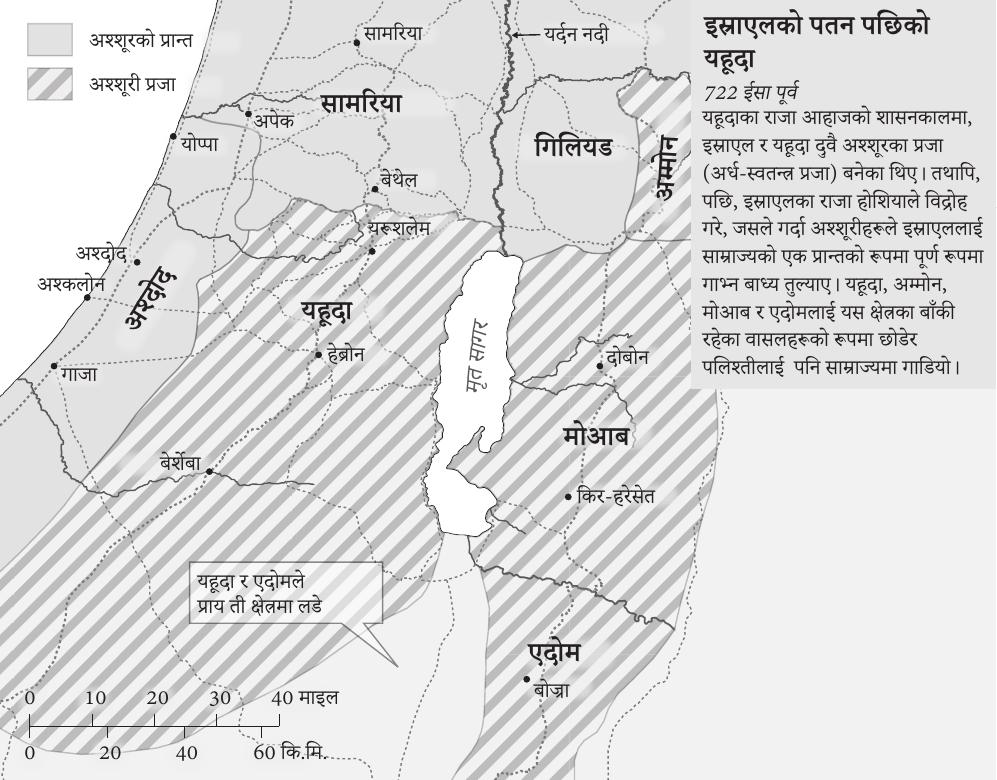 इस्राएलको पतन पछिको
यहूदा
722 ईसा पूर्व
यहूदाका राजा आहाजको शासनकालमा,
इस्राएल र यहूदा दुवै अश्शूरका प्रजा
(अर्ध-स्वतन्त्र प्रजा) बनेका थिए। तथापि,
पछि, इस्राएलका राजा होशियाले विद्रोह
गरे, जसले गर्दा अश्शूरीहरूले इस्राएललाई
साम्राज्यको एक प्रान्तको रूपमा पूर्ण रूपमा
गाभ्न बाध्य तुल्याए। यहूदा, अम्मोन,
मोआब र एदोमलाई यस क्षेत्रका बाँकी
रहेका वासलहरूको रूपमा छोडेर
पलिश्तीलाई पनि साम्राज्यमा गाडियो।
अश्शूरको प्रान्त
अश्शूरी प्रजा
सामरिया
यर्दन नदी
सामरिया
अपेक
योप्पा
गिलियड
अम्मोन
बेथेल
यरूशलेम
अश्दोद
अश्कलोन
अश्दोद
यहूदा
हेब्रोन
मृत सागर
दोबोन
गाजा
मोआब
बेर्शेबा
किर-हरेसेत
यहूदा र एदोमले
प्राय ती क्षेत्रमा लडे
एदोम
बोज्रा
0 10 20 30 40 माइल
0 20 40 60 कि.मि.